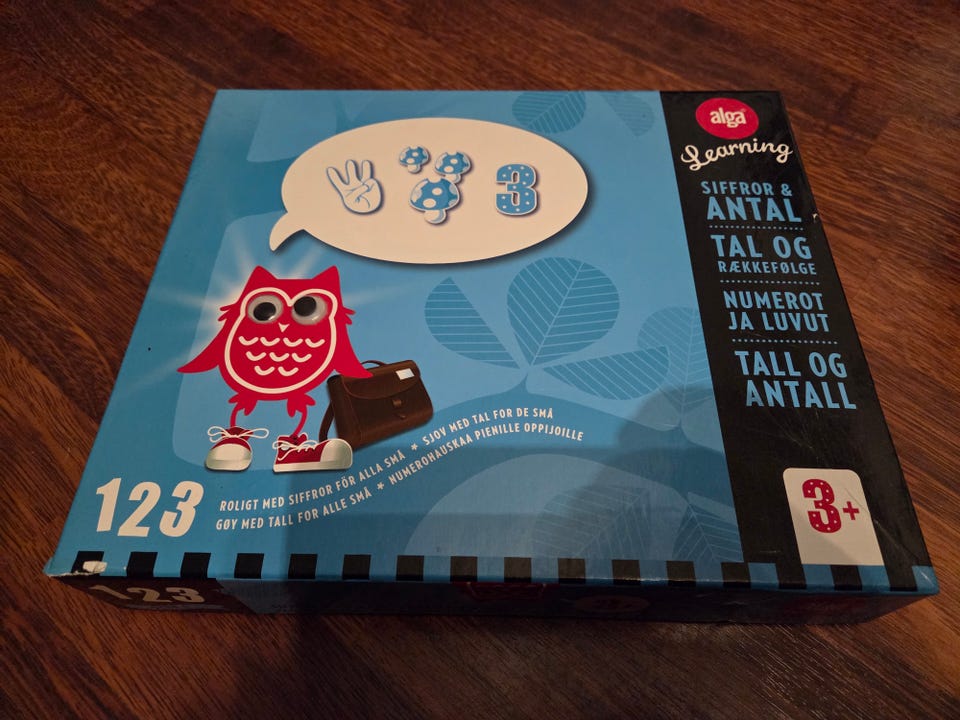 3
alga
Learning
SIFFROR &
ANTAL
TAL OG
RÆKKEFØLGE
NUMEROT
JA LUVUT
TALL OG
ANTALL
3+
123
ROLIGT MED SIFFROR FÖR ALLA SMÅ * SJOV MED TAL FOR DE SMÅ
GØY MED TALL FOR ALLE SMÅ * NUMEROHAUSKAA PIENILLE OPPIJOILLE
123